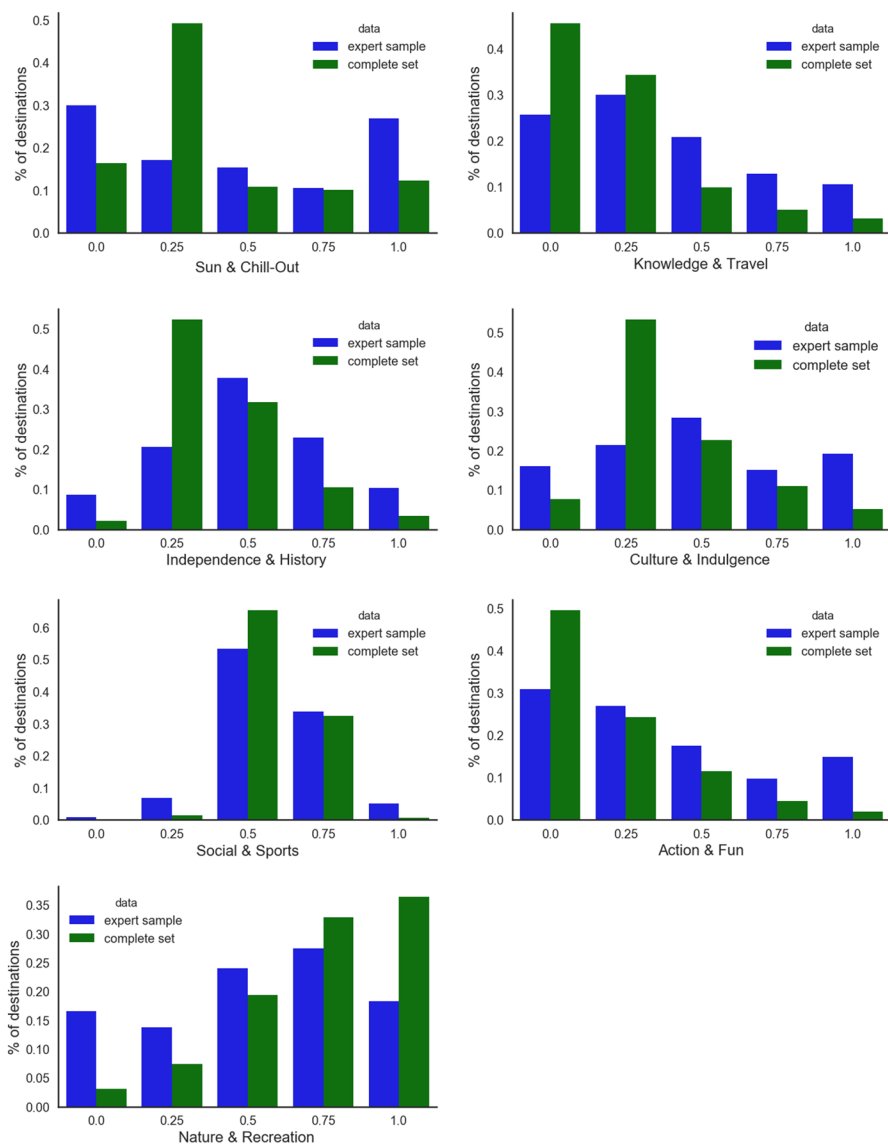 % of destinations
0.5
0.4
0.3
0.2
0.1
0.0
data
expert sample
complete set
0.0 0.25 0.5 0.75 1.0
Sun & Chill-Out
% of destinations
0.4
0.3
0.2
0.1
0.0
data
expert sample
complete set
0.0 0.25 0.5 0.75 1.0
Knowledge & Travel
% of destinations
0.5
0.4
0.3
0.2
0.1
0.0
data
expert sample
complete set
0.0 0.25 0.5 0.75 1.0
Independence & History
% of destinations
0.5
0.4
0.3
0.2
0.1
0.0
data
expert sample
complete set
0.0 0.25 0.5 0.75 1.0
Culture & Indulgence
% of destinations
0.6
0.5
0.4
0.3
0.2
0.1
0.0
data
expert sample
complete set
0.0 0.25 0.5 0.75 1.0
Social & Sports
% of destinations
0.5
0.4
0.3
0.2
0.1
0.0
data
expert sample
complete set
0.0 0.25 0.5 0.75 1.0
Action & Fun
% of destinations
0.35
0.30
0.25
0.20
0.15
0.10
0.05
0.00
data
expert sample
complete set
0.0 0.25 0.5 0.75 1.0
Nature & Recreation